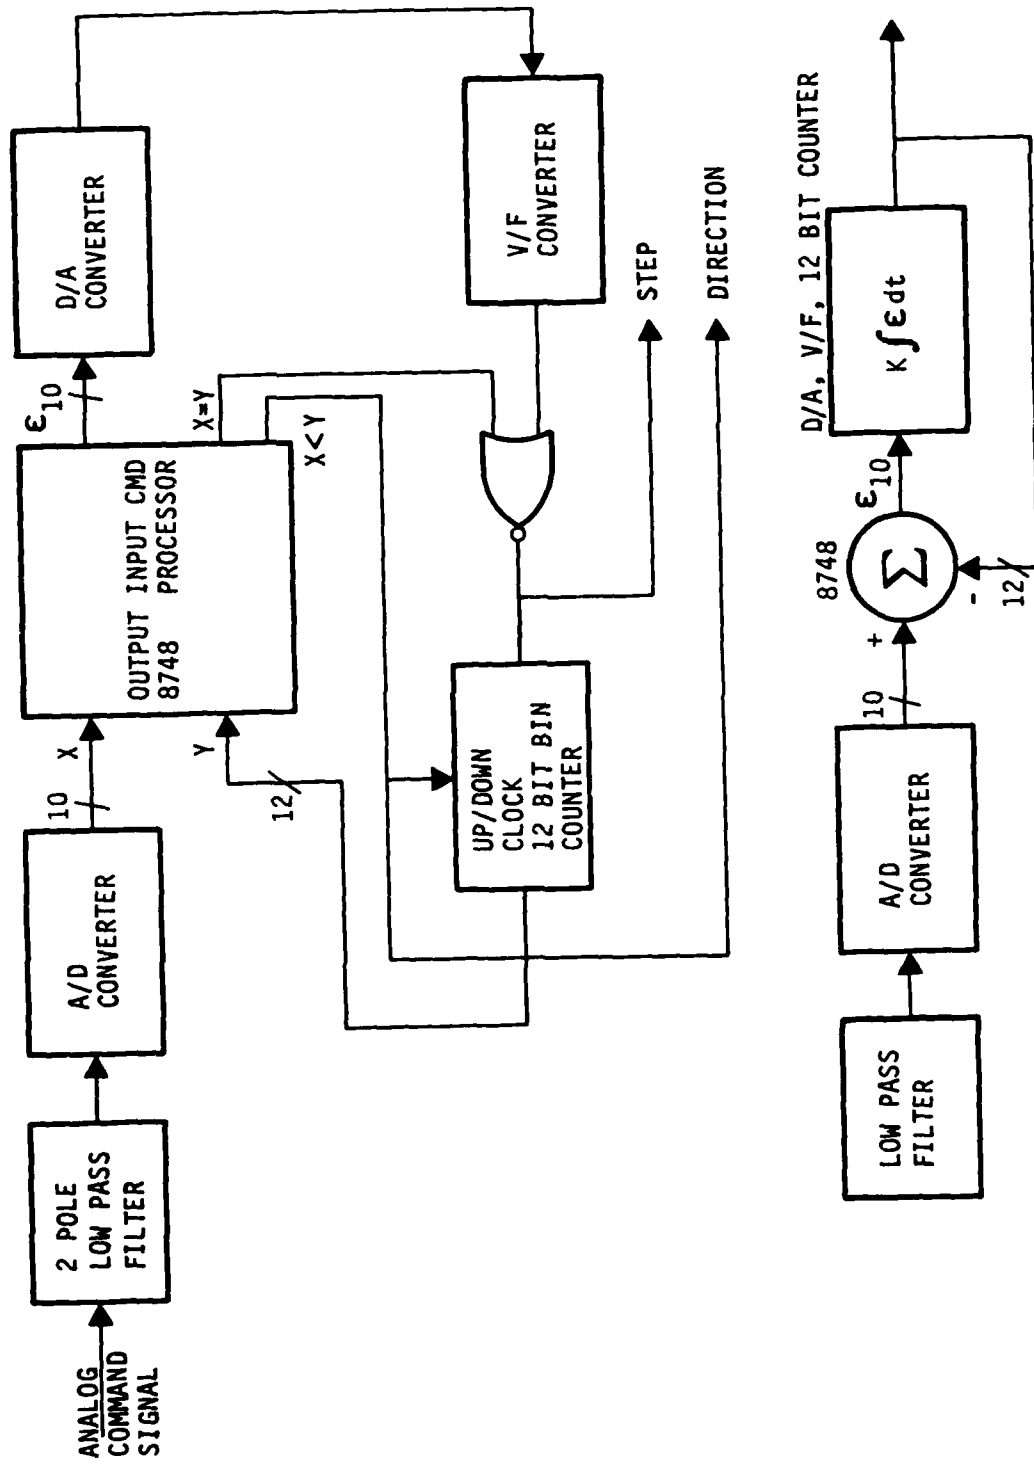 ANALOG
COMMAND
SIGNAL
2 POLE
LOW PASS
FILTER
A/D
CONVERTER
10
X
Y
12
OUTPUT INPUT CMD
8748 PROCESSOR
ε10
X=Y
X<Y
D/A
CONVERTER
V/F
CONVERTER
UP/DOWN
CLOCK
12 BIT BIN
COUNTER
STEP
DIRECTION
LOW PASS
FILTER
A/D
CONVERTER
10
+
8748
Σ
-
12
ε10
D/A, V/F, 12 BIT COUNTER
K∫εdt